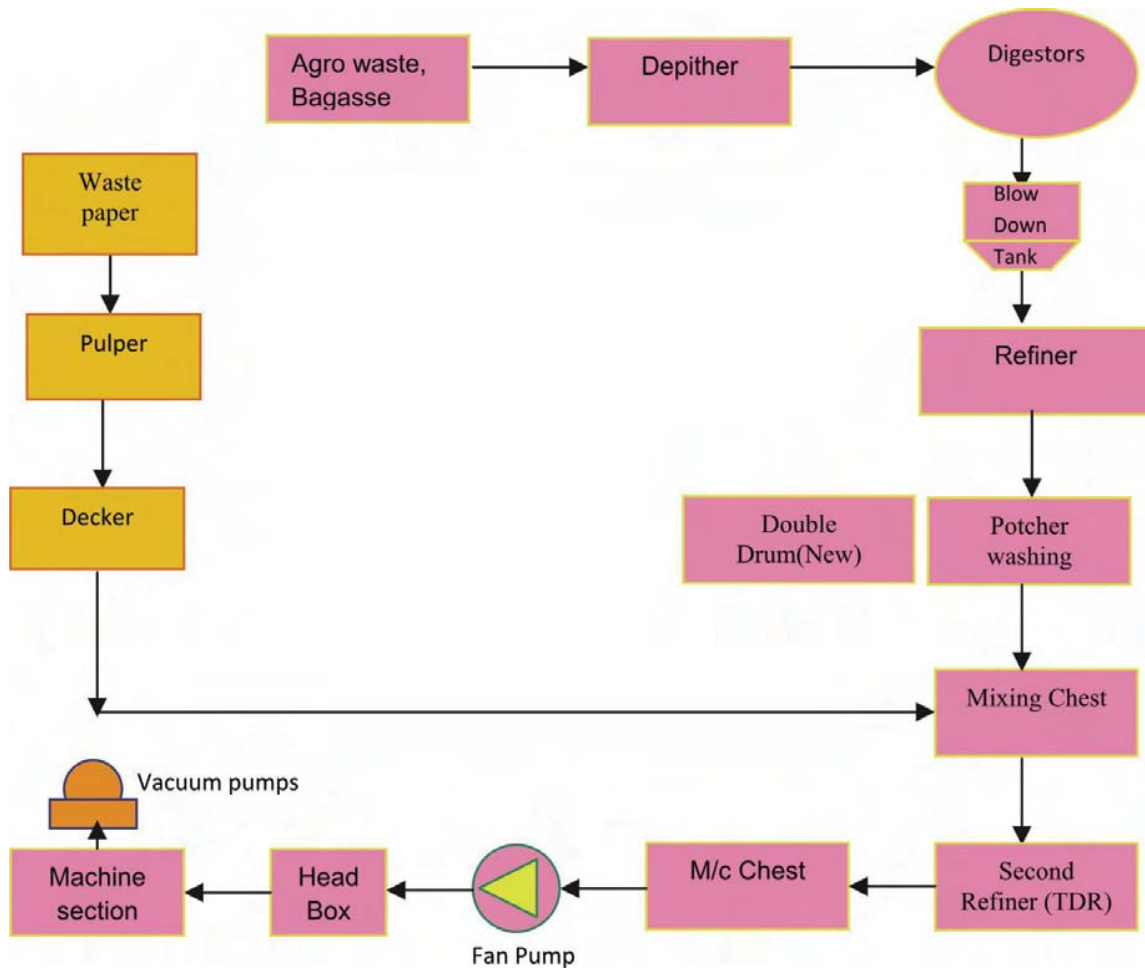 Agro waste,
Bagasse
Depither
Digestors
Waste
paper
Blow
Down
Tank
Pulper
Refiner
Decker
Double
Drum(New)
Potcher
washing
Mixing Chest
Vacuum pumps
Machine
section
Head
Box
Fan Pump
M/c Chest
Second
Refiner (TDR)